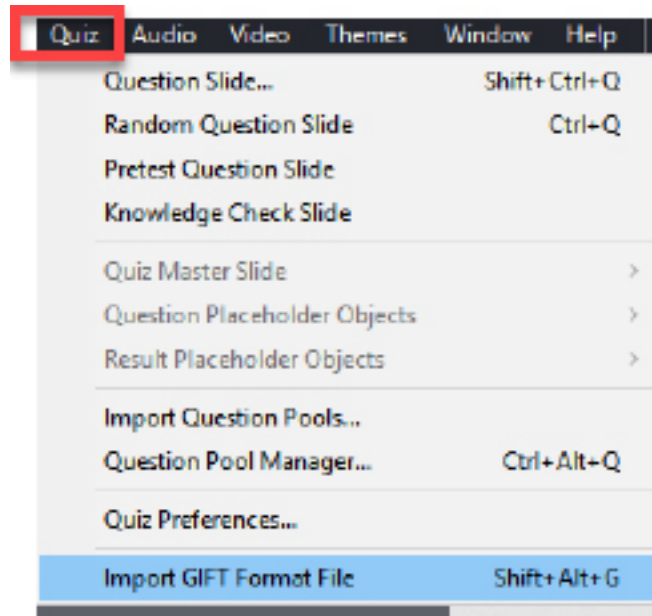 Quiz Audio Video Themes Window Help
Question Slide... Shift+Ctrl+Q
Random Question Slide Ctrl+Q
Pretest Question Slide
Knowledge Check Slide
Quiz Master Slide >
Question Placeholder Objects >
Result Placeholder Objects >
Import Question Pools...
Question Pool Manager... Ctrl+Alt+Q
Quiz Preferences...
Import GIFT Format File Shift+Alt+G